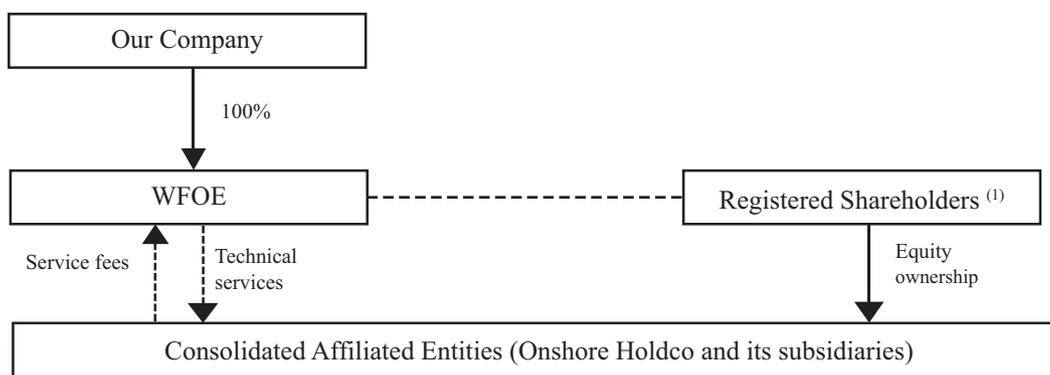 Our Company
100%
WFOE
Registered Shareholders (1)
Service fees
Technical
services
Equity
ownership
Consolidated Affiliated Entities (Onshore Holdco and its subsidiaries)